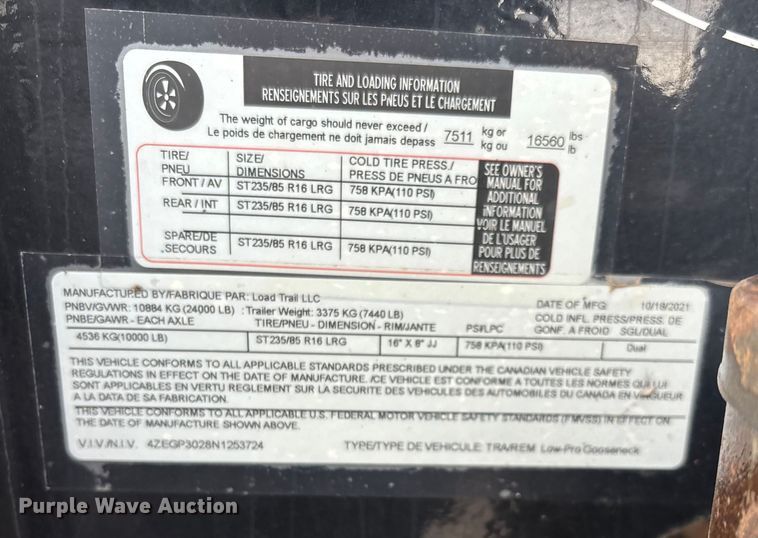 TIRE AND LOADING INFORMATION
RENSEIGNEMENTS SUR LES PNEUS ET LE CHARGEMENT
The weight of cargo should never exceed / 7511 kg or 16560 lbs
Le poids de chargement ne doit jamais depass kg ou lb
TIRE/ SIZE/ COLD TIRE PRESS./
PNEU DIMENSIONS PRESS DE PNEUS A FRO
FRONT / AV ST235/85 R16 LRG 758 KPA(110 PSI)
REAR / INT ST235/85 R16 LRG 758 KPA(110 PSI)
SPARE/DE SECOURS ST235/85 R16 LRG 758 KPA(110 PSI)
SEE OWNER'S
MANUAL FOR
ADDITIONAL
INFORMATION
VOIR LE MANUEL
DE L'USAGER
POUR PLUS DE
RENSEIGNEMENTS
MANUFACTURED BY/FABRIQUE PAR: Load Trail LLC DATE OF MFG 10/18/2021
PNBV/GVWR: 10884 KG (24000 LB) :Trailer Weight: 3375 KG (7440 LB) COLD INFL. PRESS/PRESS. DE
PNBE/GAWR - EACH AXLE TIRE/PNEU - DIMENSION - RIM/JANTE PSI/LPC GONF. A FROID SGL/DUAL
4536 KG(10000 LB) ST235/85 R16 LRG 16" X 8" JJ 758 KPA(110 PSI) Dual
THIS VEHICLE CONFORMS TO ALL APPLICABLE STANDARDS PRESCRIBED UNDER THE CANADIAN VEHICLE SAFETY
REGULATIONS IN EFFECT ON THE DATE OF MANUFACTURE. /CE VEHICLE EST CONFORME A TOUTES LES NORMES QUI LUI
SONT APPLICABLES EN VERTU REGLEMENT SUR LA SECURITE DES VEHICULES DES AUTOMOBILES DU CANADA EN VIGUEUR
A LA DATA DE SA FABRICATION.
THIS VEHICLE CONFORMS TO ALL APPLICABLE U.S. FEDERAL MOTOR VEHICLE SAFETY STANDARDS (FMVSS) IN EFFECT ON
THE DATE OF MANUFACTURE SHOWN ABOVE.
V.I.V./N.I.V. 4ZEGP3028N1253724 TYPE/TYPE DE VEHICULE: TRA/REM Low-Pro Gooseneck
Purple Wave Auction